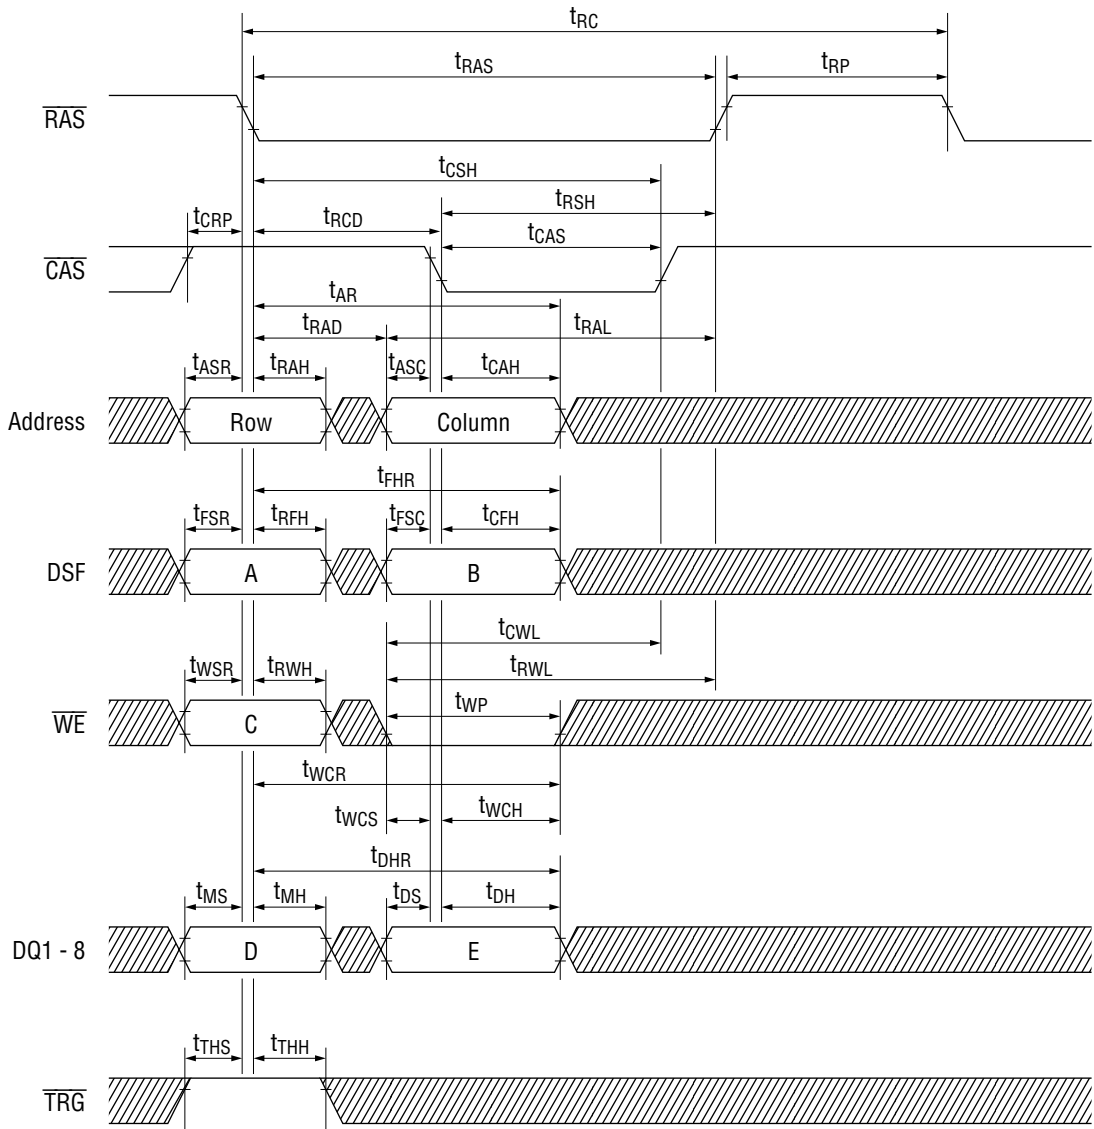 tRC
tRAS tRP
RAS
tCSH
tRSH
tCRP tRCD
tCAS
CAS
tAR
tRAD tRAL
tASR tRAH tASC tCAH
Address Row Column
tFHR
tFSR tRFH tFSC tCFH
DSF A B
tCWL
tWSR tRWH tRWL
tWP
WE C
tWCR
tWCS tWCH
tDHR
tMS tMH tDS tDH
DQ1 - 8 D E
tTHS tTHH
TRG